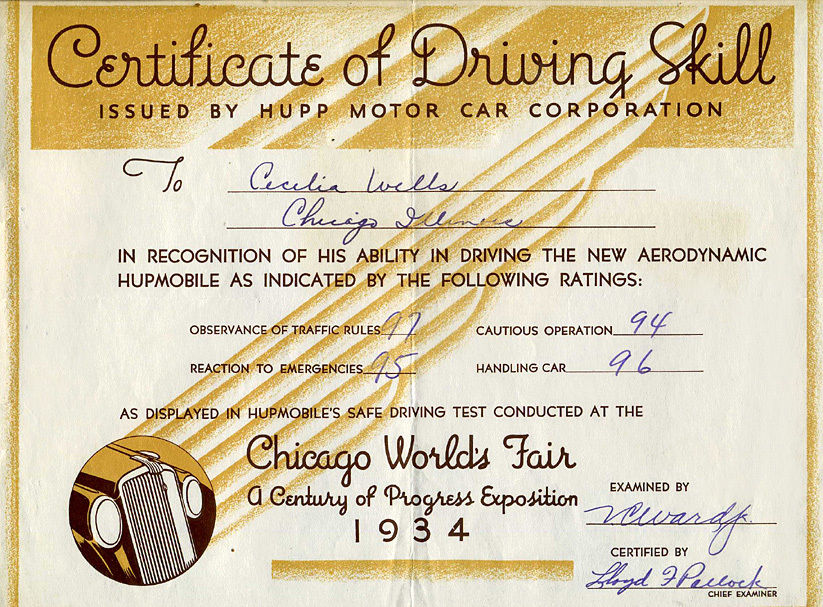 Certificate of Driving Skill
ISSUED BY HUPP MOTOR CAR CORPORATION
To Cecelia Wells
Chicago Illinois
IN RECOGNITION OF HIS ABILITY IN DRIVING THE NEW AERODYNAMIC
HUPMOBILE AS INDICATED BY THE FOLLOWING RATINGS:
OBSERVANCE OF TRAFFIC RULES 97 CAUTIOUS OPERATION 94
REACTION TO EMERGENCIES 95 HANDLING CAR 96
AS DISPLAYED IN HUPMOBILE'S SAFE DRIVING TEST CONDUCTED AT THE
Chicago World's Fair
A Century of Progress Exposition
1934
EXAMINED BY
CERTIFIED BY
Lloyd F
CHIEF EXAMINER